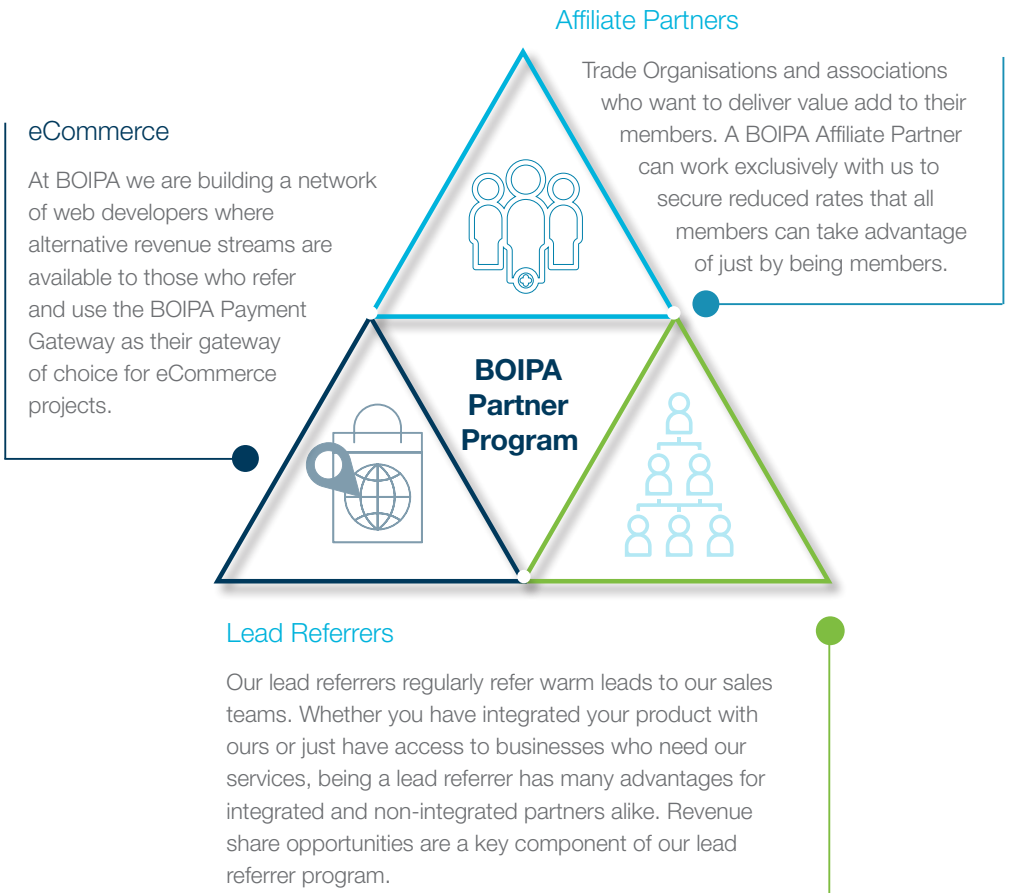 Affiliate Partners
Trade Organisations and associations
who want to deliver value add to their
members. A BOIPA Affiliate Partner
can work exclusively with us to
secure reduced rates that all
members can take advantage
of just by being members.
eCommerce
At BOIPA we are building a network
of web developers where
alternative revenue streams are
available to those who refer
and use the BOIPA Payment
Gateway as their gateway
of choice for eCommerce
projects.
BOIPA
Partner
Program
Lead Referrers
Our lead referrers regularly refer warm leads to our sales
teams. Whether you have integrated your product with
ours or just have access to businesses who need our
services, being a lead referrer has many advantages for
integrated and non-integrated partners alike. Revenue
share opportunities are a key component of our lead
referrer program.